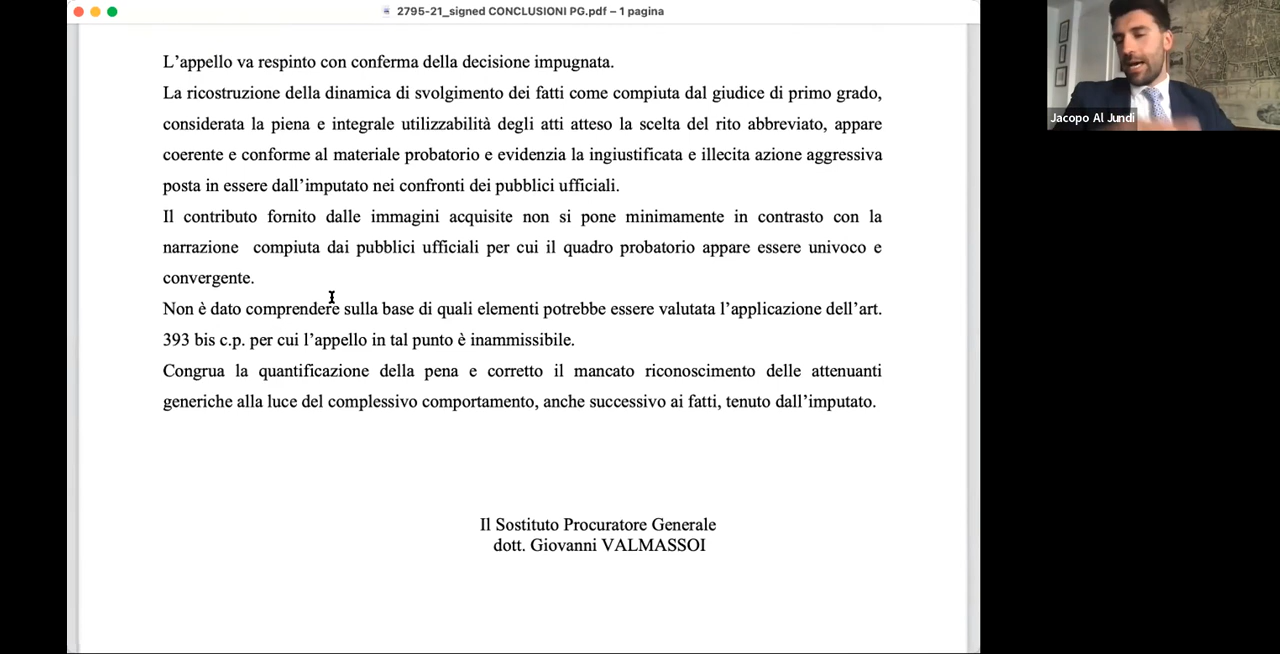 2795-21_signed CONCLUSIONI PG.pdf – 1 pagina
L’appello va respinto con conferma della decisione impugnata.
La ricostruzione della dinamica di svolgimento dei fatti come compiuta dal giudice di primo grado,
considerata la piena e integrale utilizzabilità degli atti atteso la scelta del rito abbreviato, appare
coerente e conforme al materiale probatorio e evidenzia la ingiustificata e illecita azione aggressiva
posta in essere dall’imputato nei confronti dei pubblici ufficiali.
Il contributo fornito dalle immagini acquisite non si pone minimamente in contrasto con la
narrazione compiuta dai pubblici ufficiali per cui il quadro probatorio appare essere univoco e
convergente.
Non è dato comprendere sulla base di quali elementi potrebbe essere valutata l’applicazione dell’art.
393 bis c.p. per cui l’appello in tal punto è inammissibile.
Congrua la quantificazione della pena e corretto il mancato riconoscimento delle attenuanti
generiche alla luce del complessivo comportamento, anche successivo ai fatti, tenuto dall’imputato.
Il Sostituto Procuratore Generale
dott. Giovanni VALMASSOI
Jacopo Al Jundi